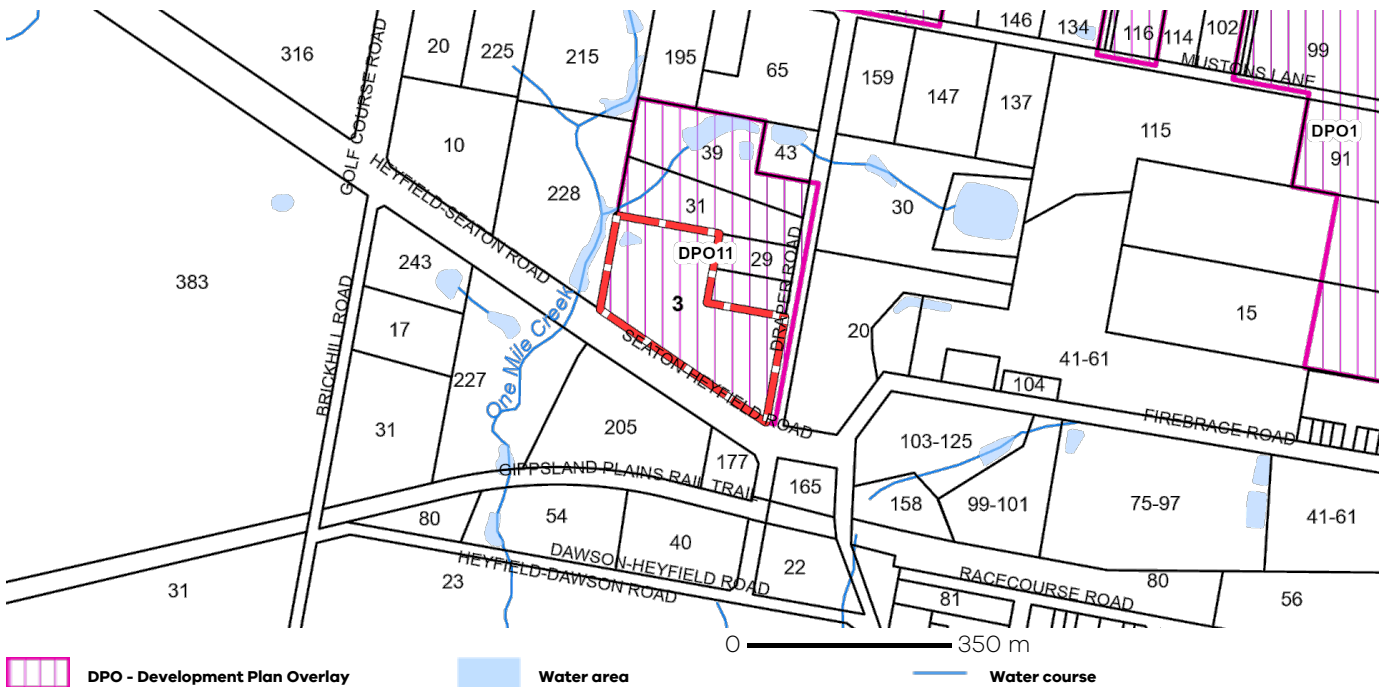 146
134
116
114
102
99
316
20
225
215
195
65
159
147
137
MUSTONS LANE
115
DPO1
91
GOLF COURSE ROAD
10
HEYFIELD-SEATON ROAD
228
39
43
31
30
DPO11
29
DRAPER ROAD
383
243
3
15
17
BRICKHILL ROAD
One Mile Creek
SEATON HEYFIELD ROAD
20
41-61
104
227
31
205
177
GIPPSLAND PLAINS RAIL TRAIL
165
FIREBRACE ROAD
103-125
158
99-101
75-97
41-61
80
54
40
DAWSON-HEYFIELD ROAD
HEYFIELD-DAWSON ROAD
22
31
23
RACECOURSE ROAD
80
81
56
0 350 m
DPO - Development Plan Overlay
Water area
Water course